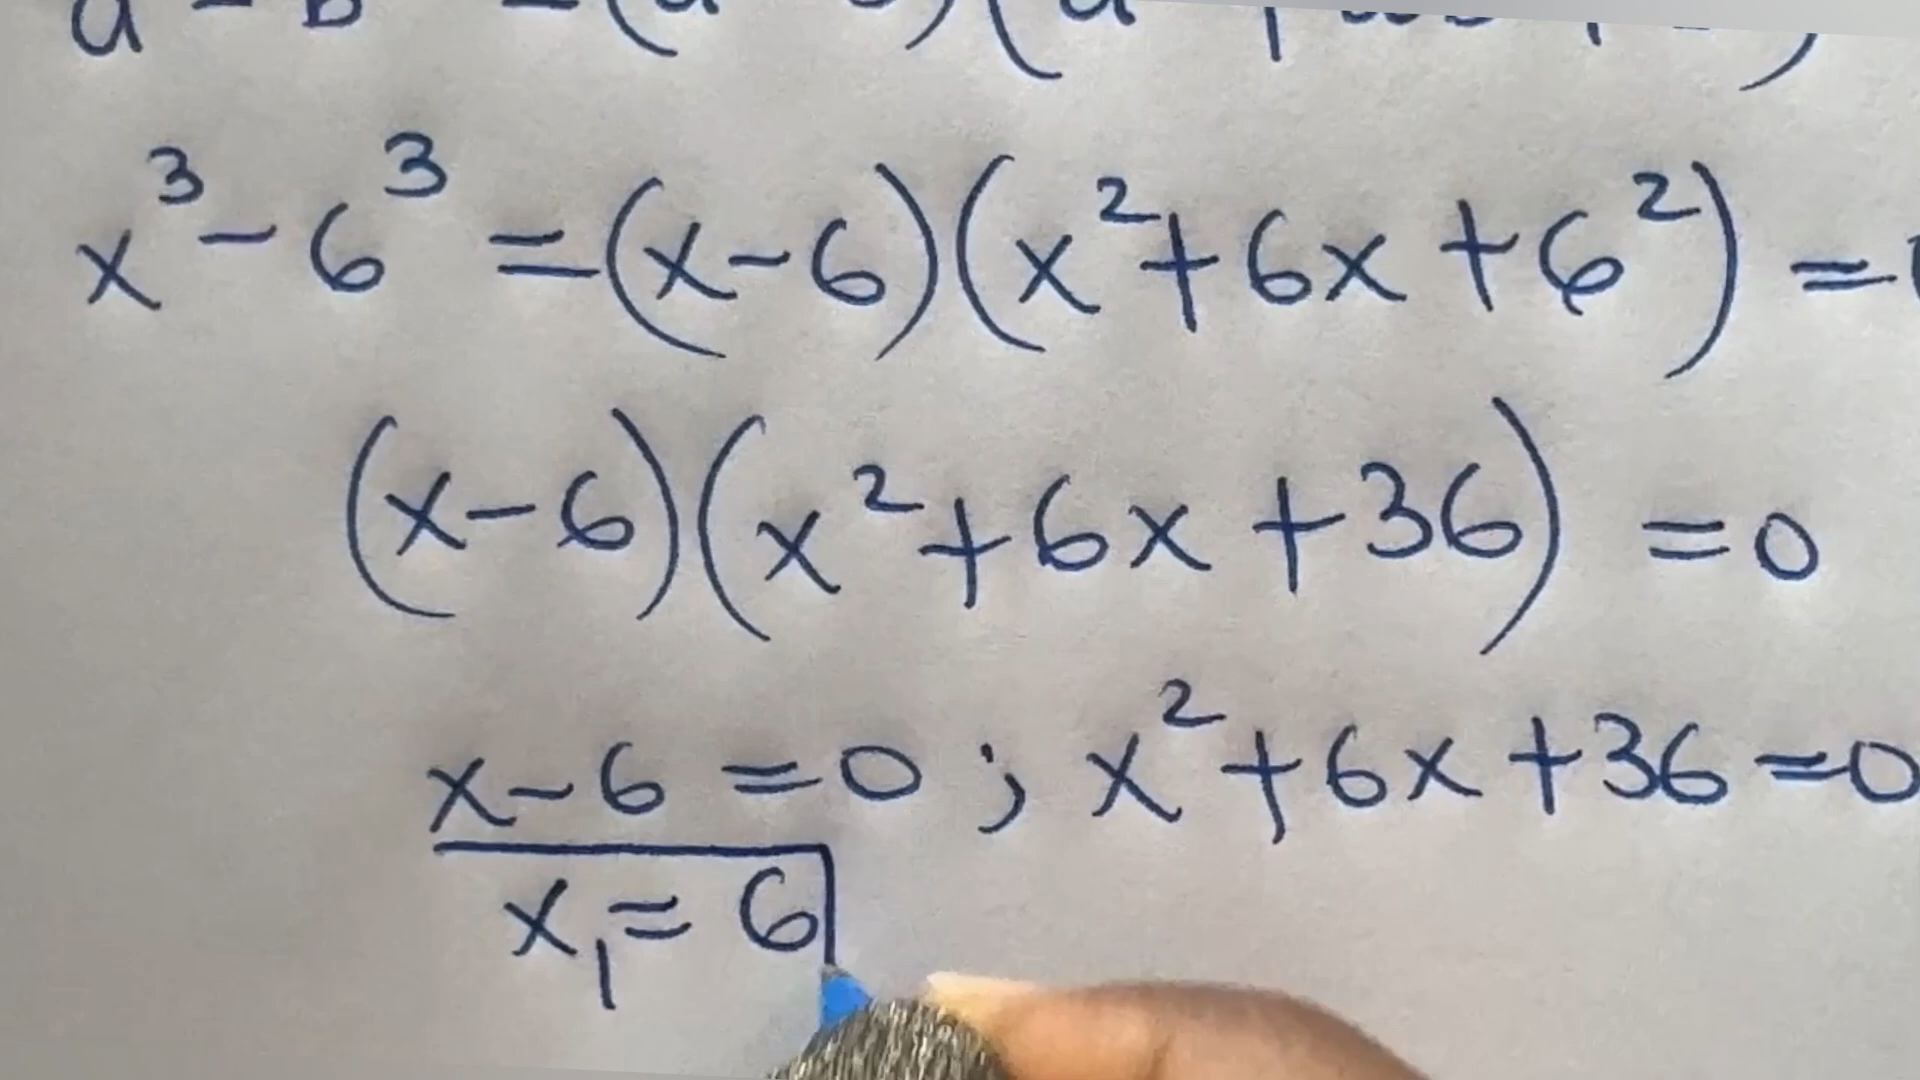 x³ - 6³ = (x-6)(x² + 6x + 6²) =
(x-6)(x² + 6x + 36) = 0
x - 6 = 0 ; x² + 6x + 36 = 0
x₁ = 6